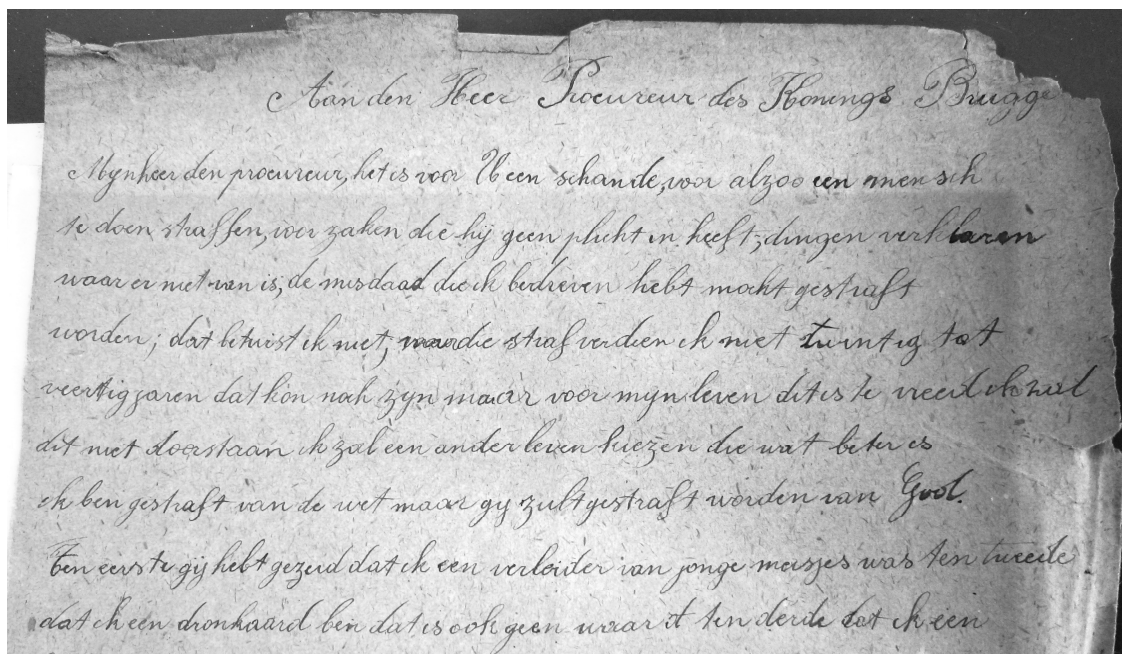 Aan den Heer Procureur des Konings Brugge
Mynheer den procureur, het is voor U een schande, voor alzoo een mensch
te doen straffen, voor zaken die hij geen plicht in heeft; dingen verklaren
waar er niet van is, de misdaad die ik bedreven hebt mocht gestraft
worden; dat betwist ik niet, maar die straf verdien ik niet twintig tot
veertig jaren dat kon noch zyn maar voor myn leven dit is te vreed ik zal
dit niet doorstaan ik zal een ander leven kiezen die wat beter is
ik ben gestraft van de wet maar gy zult gestraft worden van God.
Ten eerste gij hebt gezeid dat ik een verleider van jonge meisjes was ten tweede
dat ik een dronkaard ben dat is ook geen waar it ten derde dat ik een